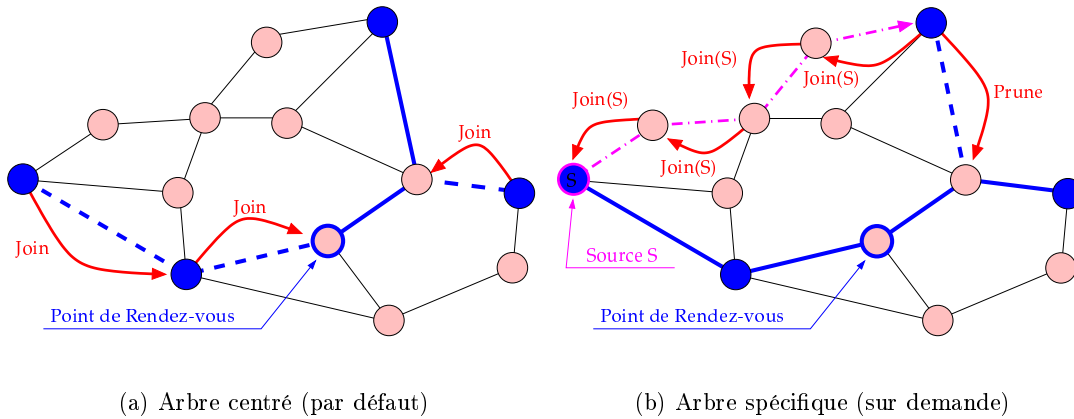 Join
Join
Join
Point de Rendez-vous
(a) Arbre centré (par défaut)
Join(S)
Join(S)
Join(S)
Join(S)
Prune
S
Source S
Point de Rendez-vous
(b) Arbre spécifique (sur demande)